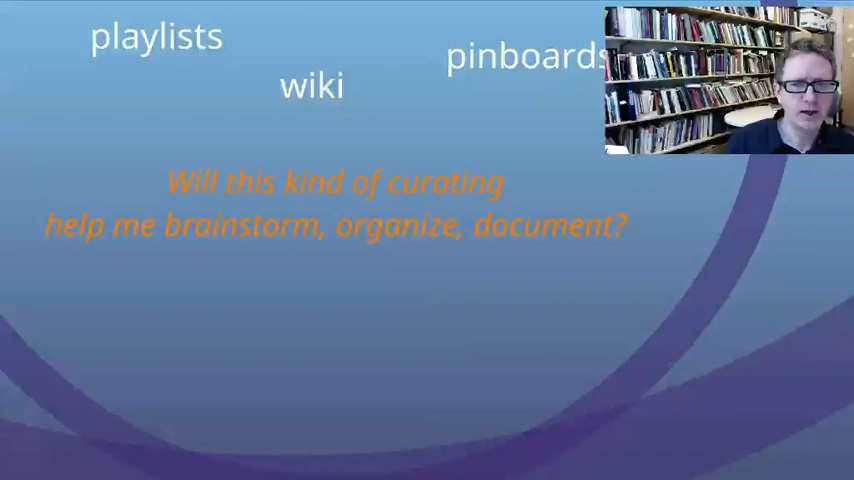 playlists
pinboards
wiki
Will this kind of curating
help me brainstorm, organize, document?